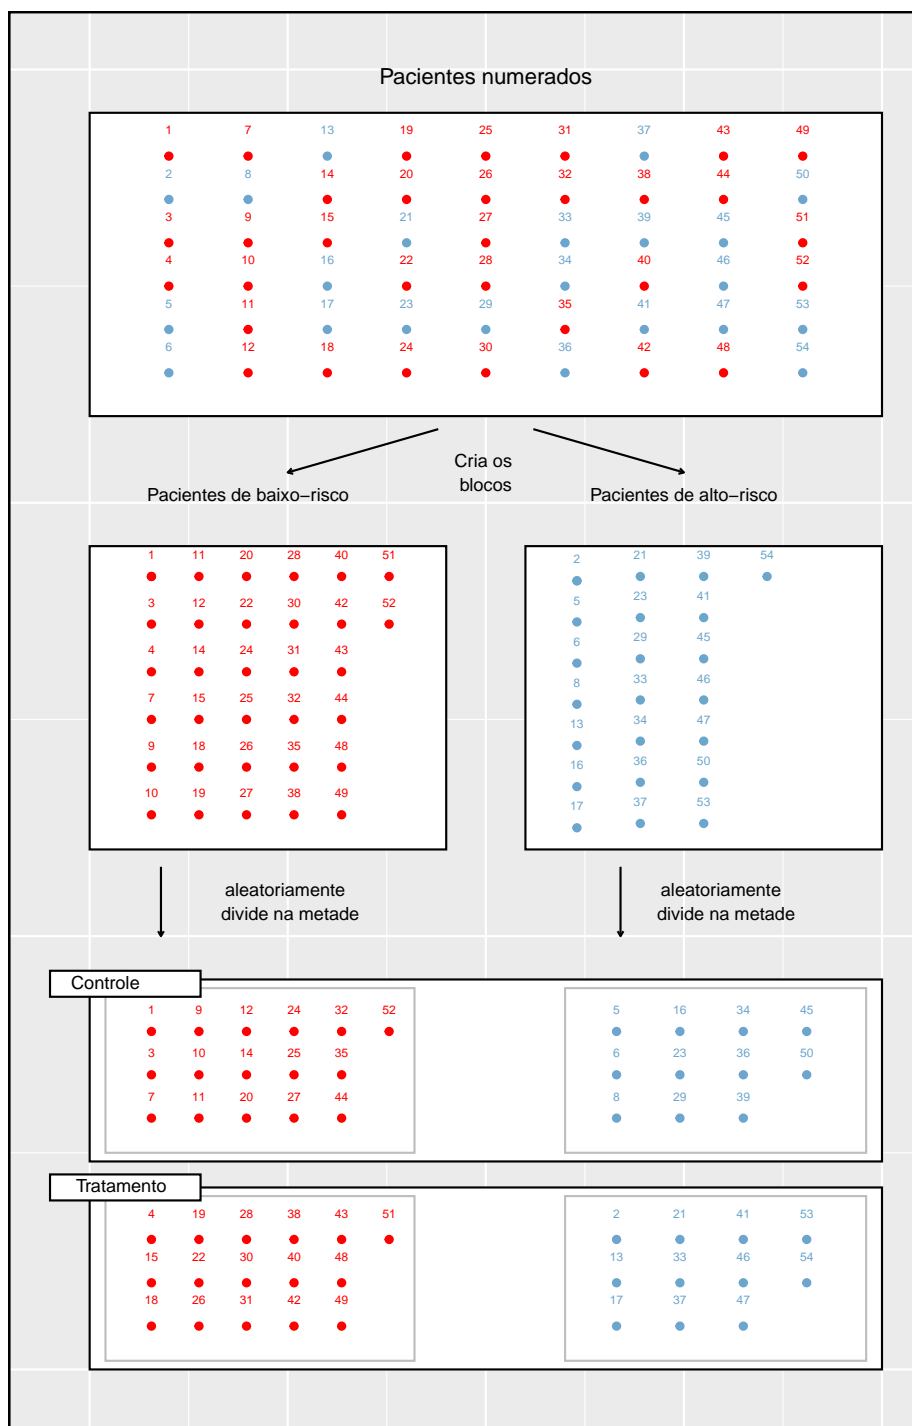 Pacientes numerados
1 7 13 19 25 31 37 43 49
2 8 14 20 26 32 38 44 50
3 9 15 21 27 33 39 45 51
4 10 16 22 28 34 40 46 52
5 11 17 23 29 35 41 47 53
6 12 18 24 30 36 42 48 54
Cria os
blocos
Pacientes de baixo−risco
Pacientes de alto−risco
1 11 20 28 40 51
3 12 22 30 42 52
4 14 24 31 43
7 15 25 32 44
9 18 26 35 48
10 19 27 38 49
2 21 39 54
5 23 41
6 29 45
8 33 46
13 34 47
16 36 50
17 37 53
aleatoriamente
divide na metade
aleatoriamente
divide na metade
Controle
1 9 12 24 32 52
3 10 14 25 35
7 11 20 27 44
5 16 34 45
6 23 36 50
8 29 39
Tratamento
4 19 28 38 43 51
15 22 30 40 48
18 26 31 42 49
2 21 41 53
13 33 46 54
17 37 47